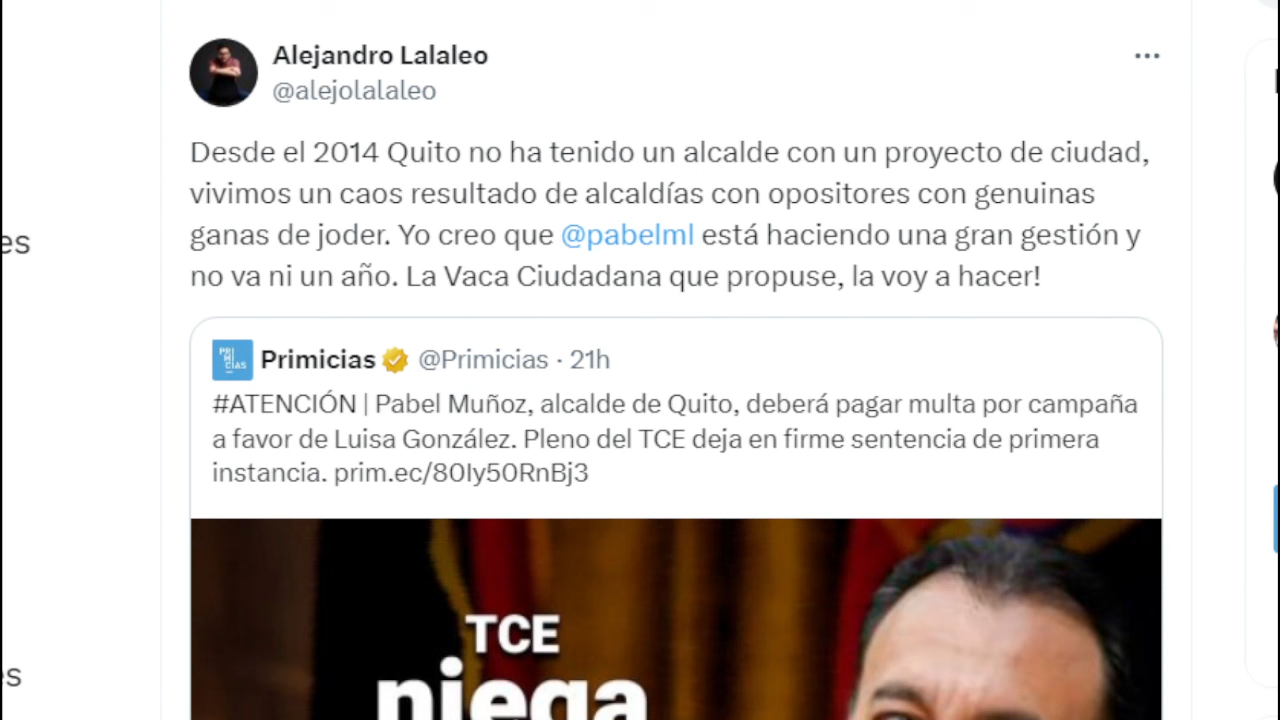 Alejandro Lalaleo
@alejolalaleo
Desde el 2014 Quito no ha tenido un alcalde con un proyecto de ciudad,
vivimos un caos resultado de alcaldías con opositores con genuinas
ganas de joder. Yo creo que @pabelml está haciendo una gran gestión y
no va ni un año. La Vaca Ciudadana que propuse, la voy a hacer!
PRI
M
CIAS
Primicias @Primicias · 21h
#ATENCIÓN | Pabel Muñoz, alcalde de Quito, deberá pagar multa por campaña
a favor de Luisa González. Pleno del TCE deja en firme sentencia de primera
instancia. prim.ec/80Iy50RnBj3
TCE
niega
es
es